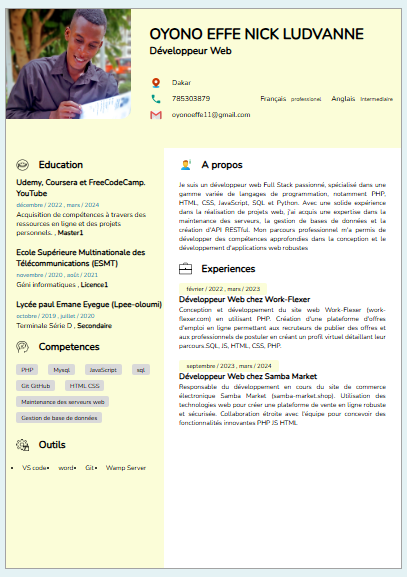 OYONO EFFE NICK LUDVANNE
Développeur Web
Dakar
785303879
Français professionel Anglais Intermediaire
oyonoeffe11@gmail.com
Education
Udemy, Coursera et FreeCodeCamp.
YouTube
décembre / 2022 , mars / 2024
Acquisition de compétences à travers des
ressources en ligne et des projets
personnels. , Master1
Ecole Supérieure Multinationale des
Télécommunications (ESMT)
novembre / 2020 , août / 2021
Géni informatiques , Licence1
Lycée paul Emane Eyegue (Lpee-oloumi)
octobre / 2019 , juillet / 2020
Terminale Série D , Secondaire
Competences
PHP Mysql JavaScript sql
Git GitHub HTML CSS
Maintenance des serveurs web
Gestion de base de données
Outils
• VS code • word • Git • Wamp Server
A propos
Je suis un développeur web Full Stack passionné, spécialisé dans une
gamme variée de langages de programmation, notamment PHP,
HTML, CSS, JavaScript, SQL et Python. Avec une solide expérience
dans la réalisation de projets web, j'ai acquis une expertise dans la
maintenance des serveurs, la gestion de bases de données et la
création d'API RESTful. Mon parcours professionnel m'a permis de
développer des compétences approfondies dans la conception et le
développement d'applications web robustes
Experiences
février / 2022 , mars / 2023
Développeur Web chez Work-Flexer
Conception et développement du site web Work-Flexer (work-
flexer.com) en utilisant PHP. Création d'une plateforme d'offres
d'emploi en ligne permettant aux recruteurs de publier des offres et
aux professionnels de postuler en créant un profil virtuel détaillant leur
parcours.SQL, JS, HTML, CSS, PHP.
septembre / 2023 , mars / 2024
Développeur Web chez Samba Market
Responsable du développement en cours du site de commerce
électronique Samba Market (samba-market.shop). Utilisation des
technologies web pour créer une plateforme de vente en ligne robuste
et sécurisée. Collaboration étroite avec l'équipe pour concevoir des
fonctionnalités innovantes PHP JS HTML